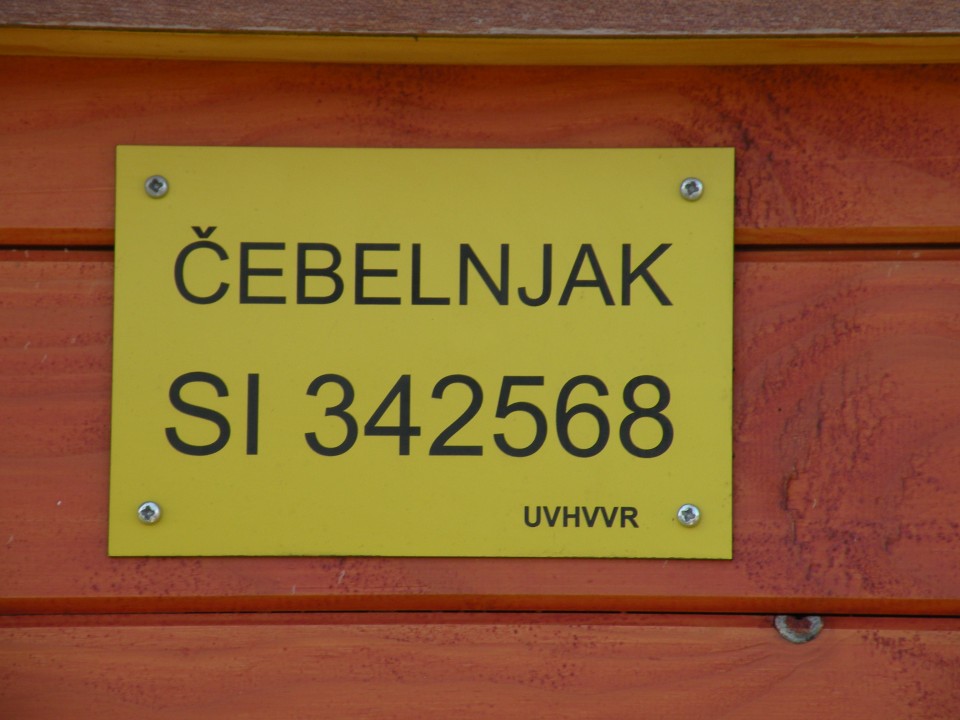 ČEBELNJAK
SI 342568
UVHVVR